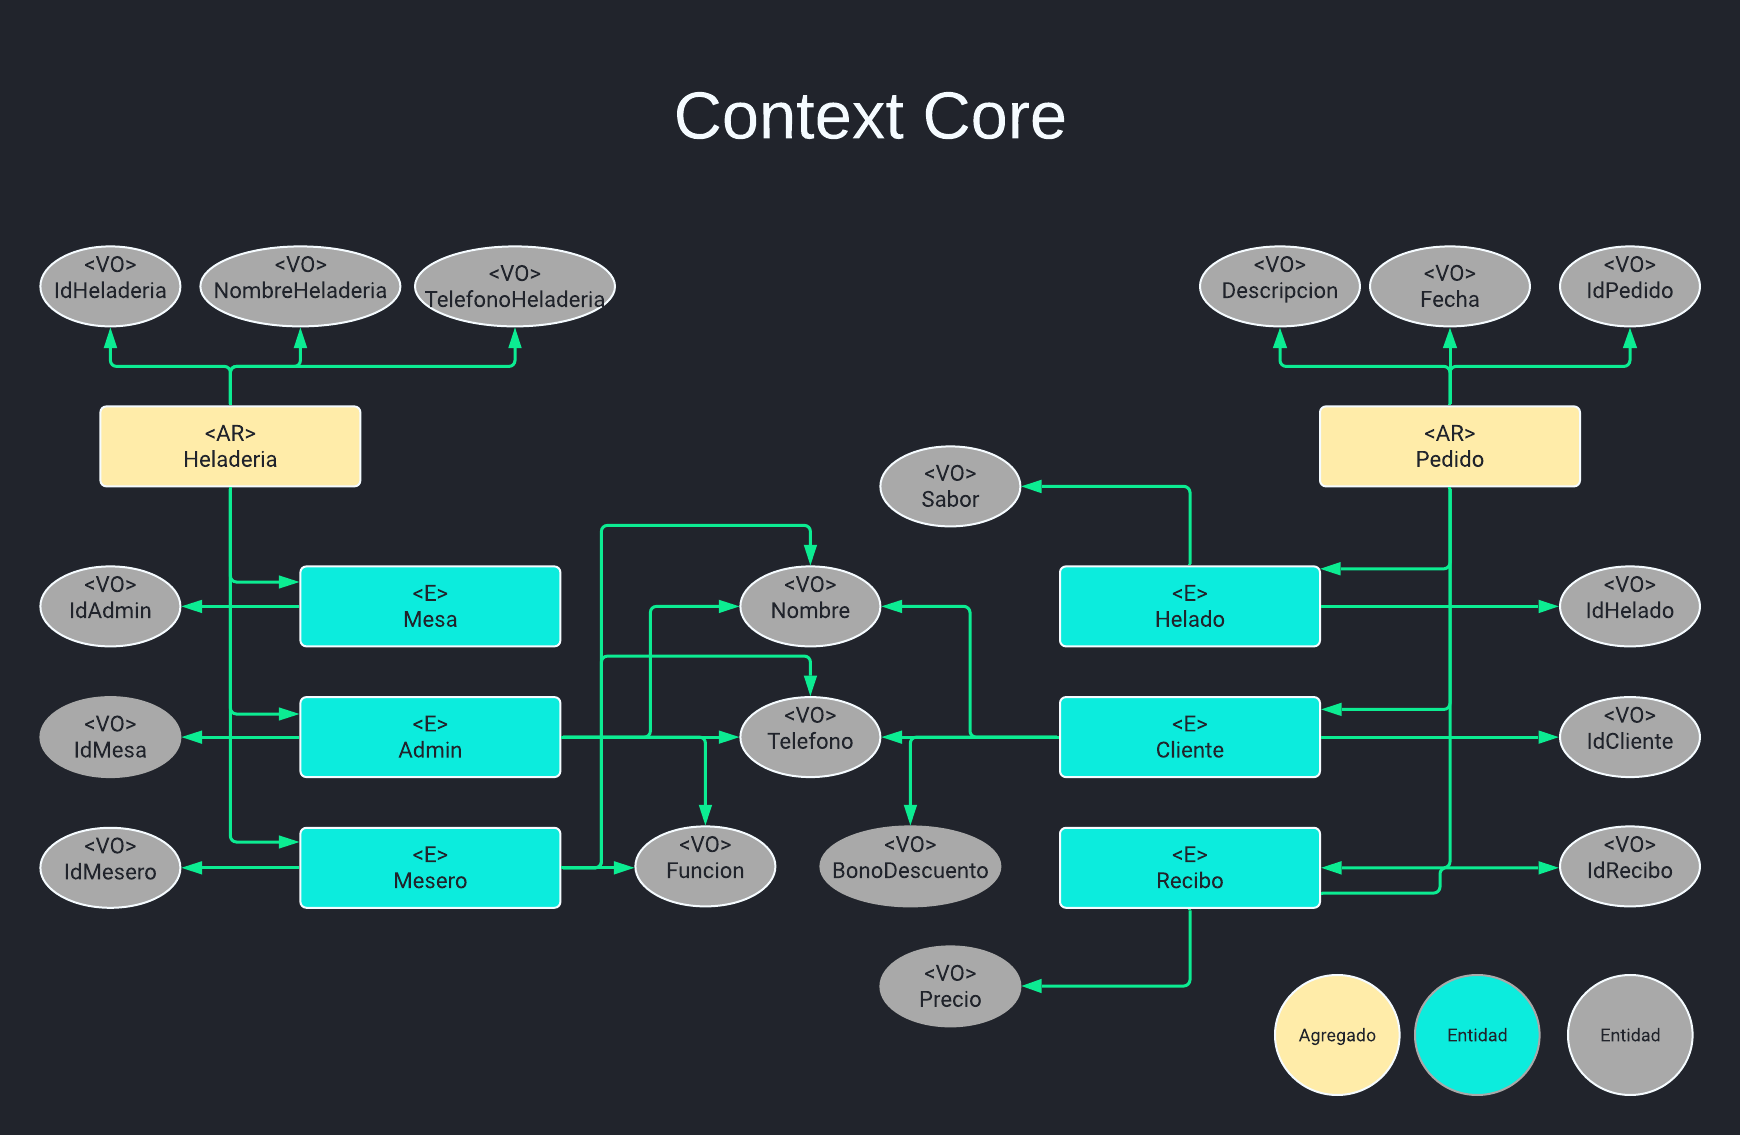 Context Core
<VO>
IdHeladeria
<VO>
NombreHeladeria
<VO>
TelefonoHeladeria
<VO>
Descripcion
<VO>
Fecha
<VO>
IdPedido
<AR>
Heladeria
<AR>
Pedido
<VO>
Sabor
<VO>
IdAdmin
<E>
Mesa
<VO>
Nombre
<E>
Helado
<VO>
IdHelado
<VO>
IdMesa
<E>
Admin
<VO>
Telefono
<E>
Cliente
<VO>
IdCliente
<VO>
IdMesero
<E>
Mesero
<VO>
Funcion
<VO>
BonoDescuento
<E>
Recibo
<VO>
IdRecibo
<VO>
Precio
Agregado
Entidad
Entidad